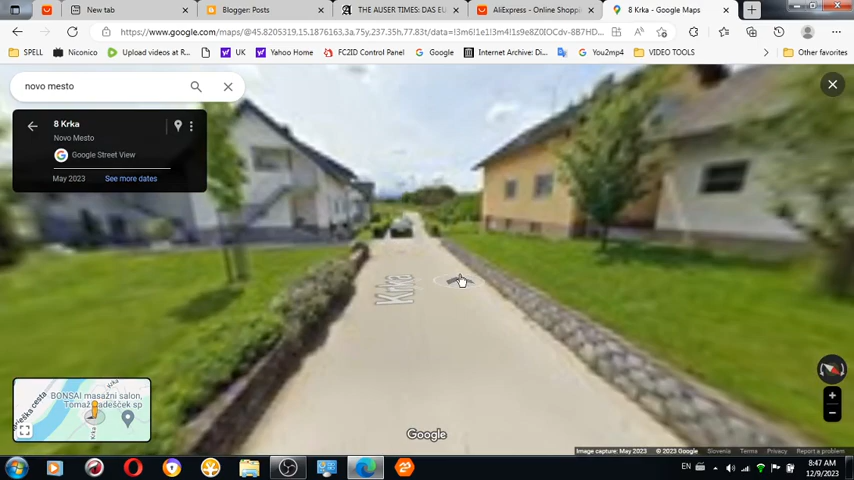 New tab
Blogger: Posts
THE AUSER TIMES: DAS EU
AliExpress - Online Shoppi
8 Krka - Google Maps
https://www.google.com/maps/@45.8205319,15.1876163,3a,75y,237.35h,77.83t/data=!3m6!1e1!3m4!1s9e8Z0IOCdv-8B7HD...
SPELL
Niconico
Upload videos at R...
UK
Yahoo Home
FC2ID Control Panel
Google
Internet Archive: Di...
You2mp4
VIDEO TOOLS
Other favorites
novo mesto
8 Krka
Novo Mesto
Google Street View
May 2023
See more dates
Krka
BONSAI masažni salon,
Krka
Google
Image capture: May 2023
© 2023 Google
Slovenia
Terms
Privacy
Report a problem
EN
8:47 AM
12/9/2023